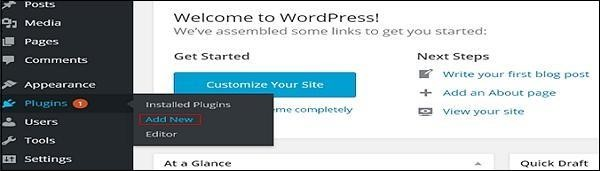 Posts
Media
Pages
Comments
Appearance
Plugins 1
Users
Tools
Settings
Installed Plugins
Add New
Editor
Welcome to WordPress!
We've assembled some links to get you started:
Get Started
Customize Your Site
eme completely
Next Steps
Write your first blog post
Add an About page
View your site
At a Glance
Quick Draft